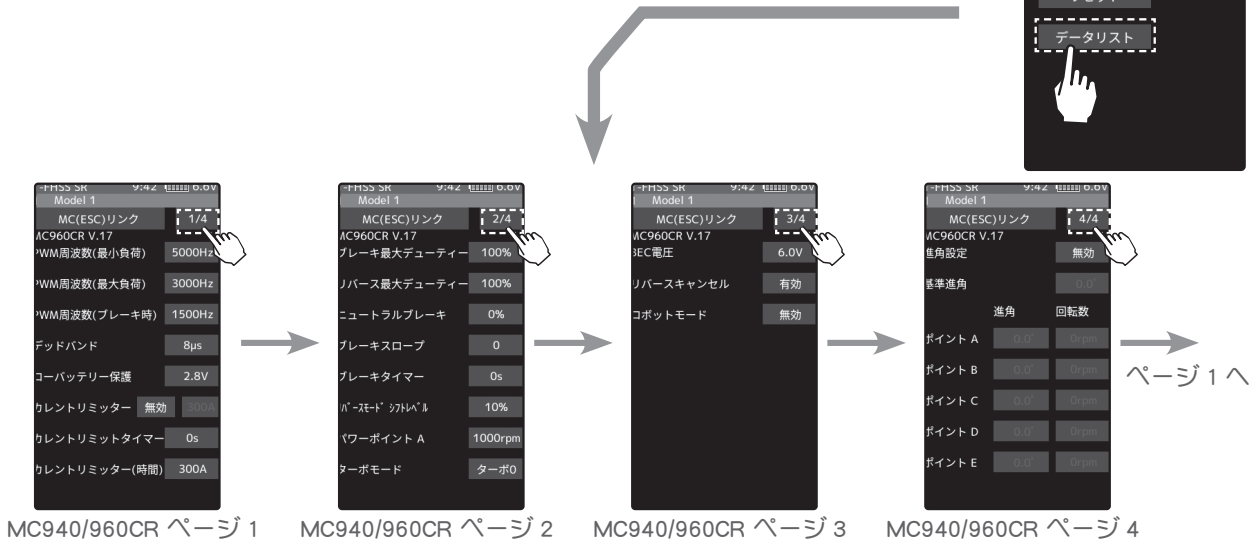 データリスト
-FHSS SR 9:42 6.6V
Model 1
MC(ESC)リンク 1/4
MC960CR V.17
PWM周波数(最小負荷) 5000Hz
PWM周波数(最大負荷) 3000Hz
PWM周波数(ブレーキ時) 1500Hz
デッドバンド 8μs
ローバッテリー保護 2.8V
カレントリミッター 無効 300A
カレントリミットタイマー 0s
カレントリミッター(時間) 300A
MC940/960CR ページ 1
-FHSS SR 9:42 6.6V
Model 1
MC(ESC)リンク 2/4
MC960CR V.17
ブレーキ最大デューティー 100%
リバース最大デューティー 100%
ニュートラルブレーキ 0%
ブレーキスロープ 0
ブレーキタイマー 0s
ﾘﾊﾞｰｽﾓｰﾄﾞ ｼﾌﾄﾚﾍﾞﾙ 10%
パワーポイント A 1000rpm
ターボモード ターボ0
MC940/960CR ページ 2
-FHSS SR 9:42 6.6V
Model 1
MC(ESC)リンク 3/4
MC960CR V.17
BEC電圧 6.0V
リバースキャンセル 有効
ロボットモード 無効
MC940/960CR ページ 3
-FHSS SR 9:42 6.6V
Model 1
MC(ESC)リンク 4/4
MC960CR V.17
進角設定 無効
基準進角 0.0°
進角 回転数
ポイント A 0.0° 0rpm
ポイント B 0.0° 0rpm
ポイント C 0.0° 0rpm
ポイント D 0.0° 0rpm
ポイント E 0.0° 0rpm
MC940/960CR ページ 4
ページ 1 へ